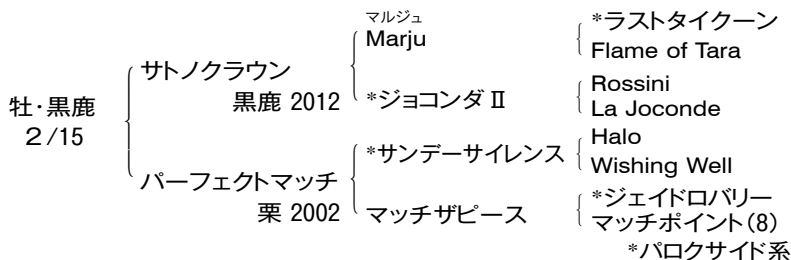 牡・黒鹿
2/15
サトノクラウン
黒鹿 2012
パーフェクトマッチ
栗 2002
マルジュ
Marju
*ジョコンダⅡ
*サンデーサイレンス
マッチザピース
*ラストタイクーン
Flame of Tara
Rossini
La Joconde
Halo
Wishing Well
*ジェイドロバリー
マッチポイント(8)
*パロクサイド系